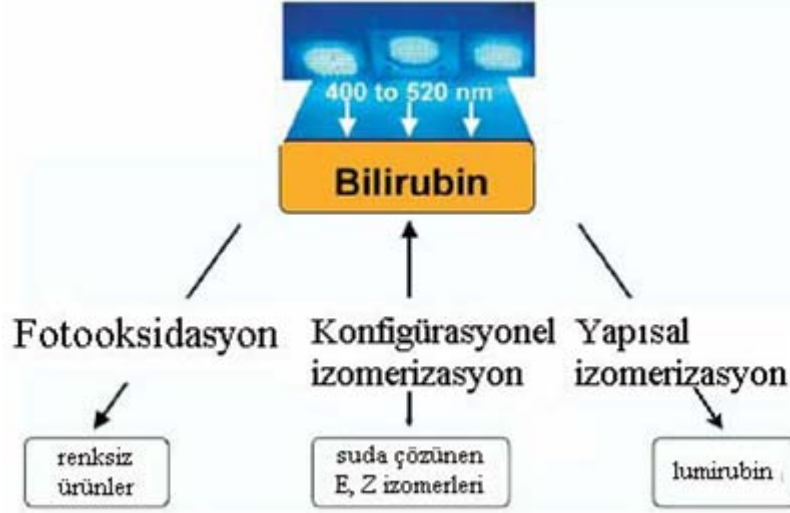 400 to 520 nm
Bilirubin
Fotooksidasyon
Konfigürasyonel
izomerizasyon
Yapısal
izomerizasyon
renksiz
ürünler
suda çözünen
E, Z izomerleri
lumirubin